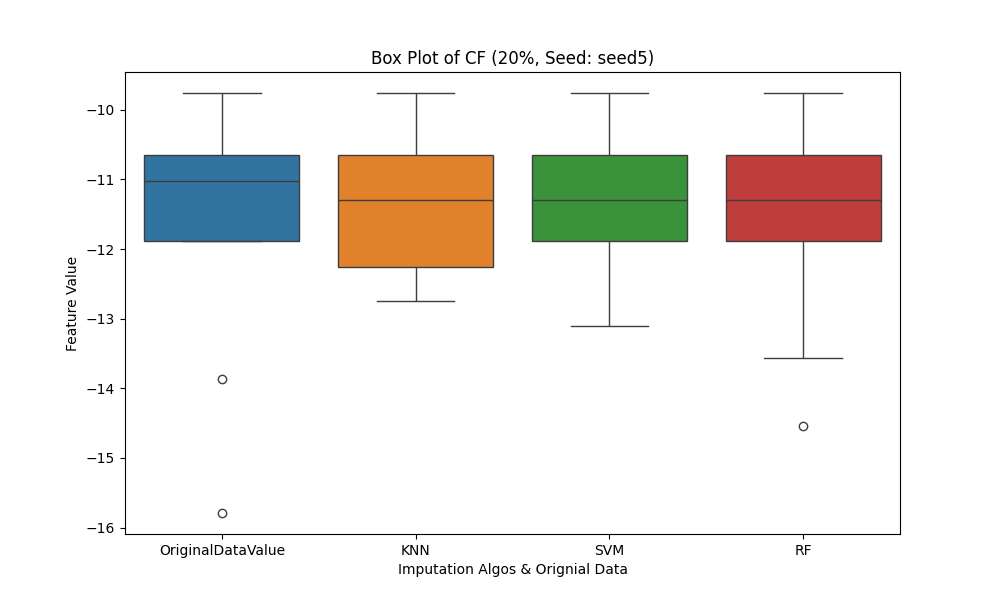 Box Plot of CF (20%, Seed: seed5)
Feature Value
−10
−11
−12
−13
−14
−15
−16
OriginalDataValue KNN SVM RF
Imputation Algos & Orignial Data